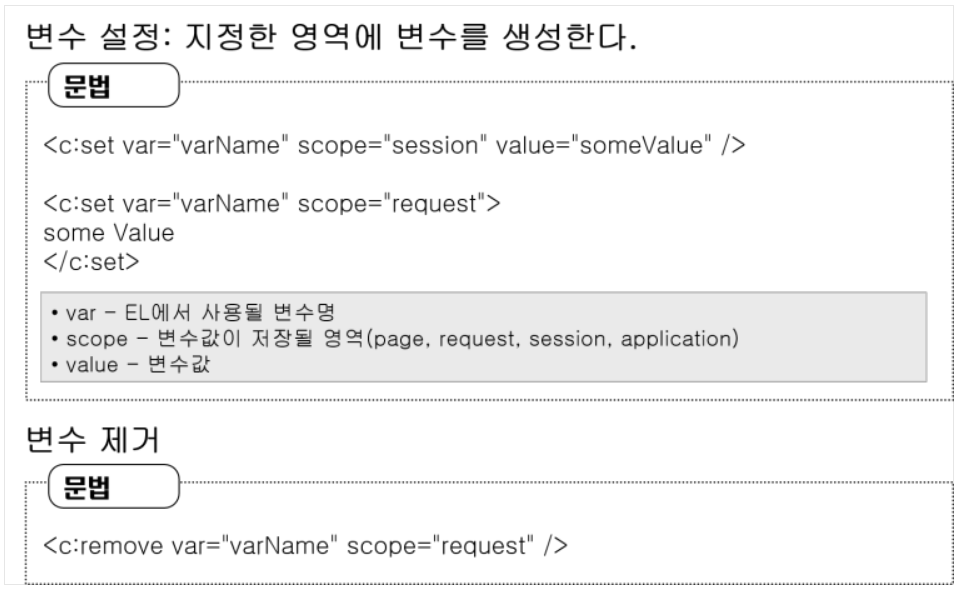 변수 설정: 지정한 영역에 변수를 생성한다.
문법
<c:set var="varName" scope="session" value="someValue" />
<c:set var="varName" scope="request">
some Value
</c:set>
• var – EL에서 사용될 변수명
• scope – 변수값이 저장될 영역(page, request, session, application)
• value – 변수값
변수 제거
문법
<c:remove var="varName" scope="request" />